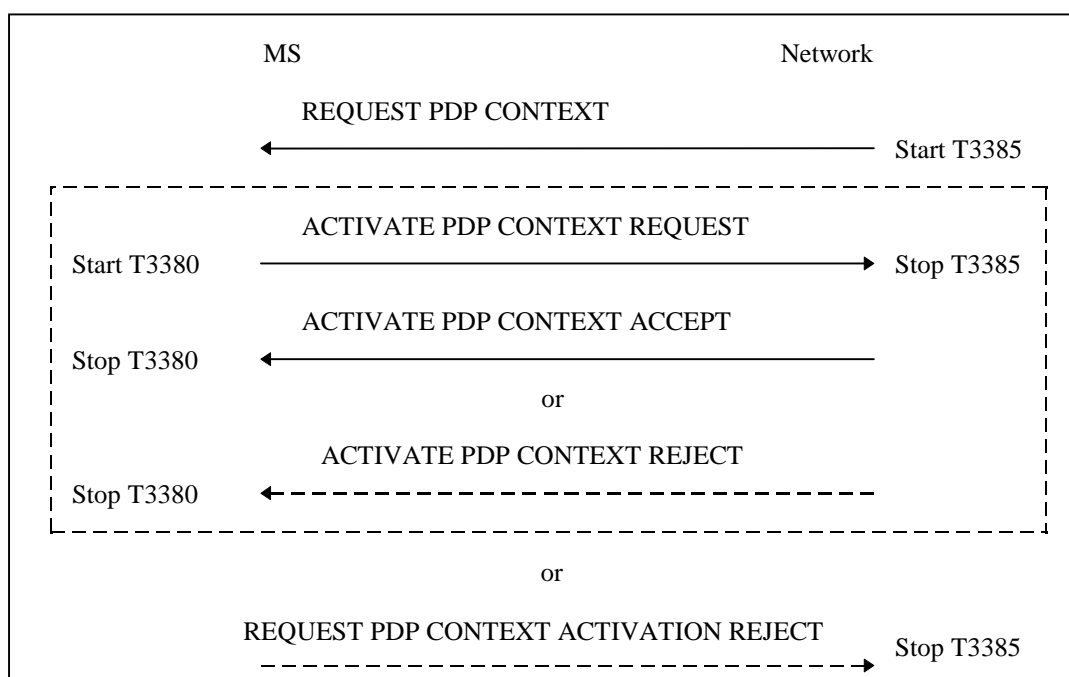 MS Network
REQUEST PDP CONTEXT
Start T3385
ACTIVATE PDP CONTEXT REQUEST
Start T3380 Stop T3385
ACTIVATE PDP CONTEXT ACCEPT
Stop T3380
or
ACTIVATE PDP CONTEXT REJECT
Stop T3380
or
REQUEST PDP CONTEXT ACTIVATION REJECT
Stop T3385